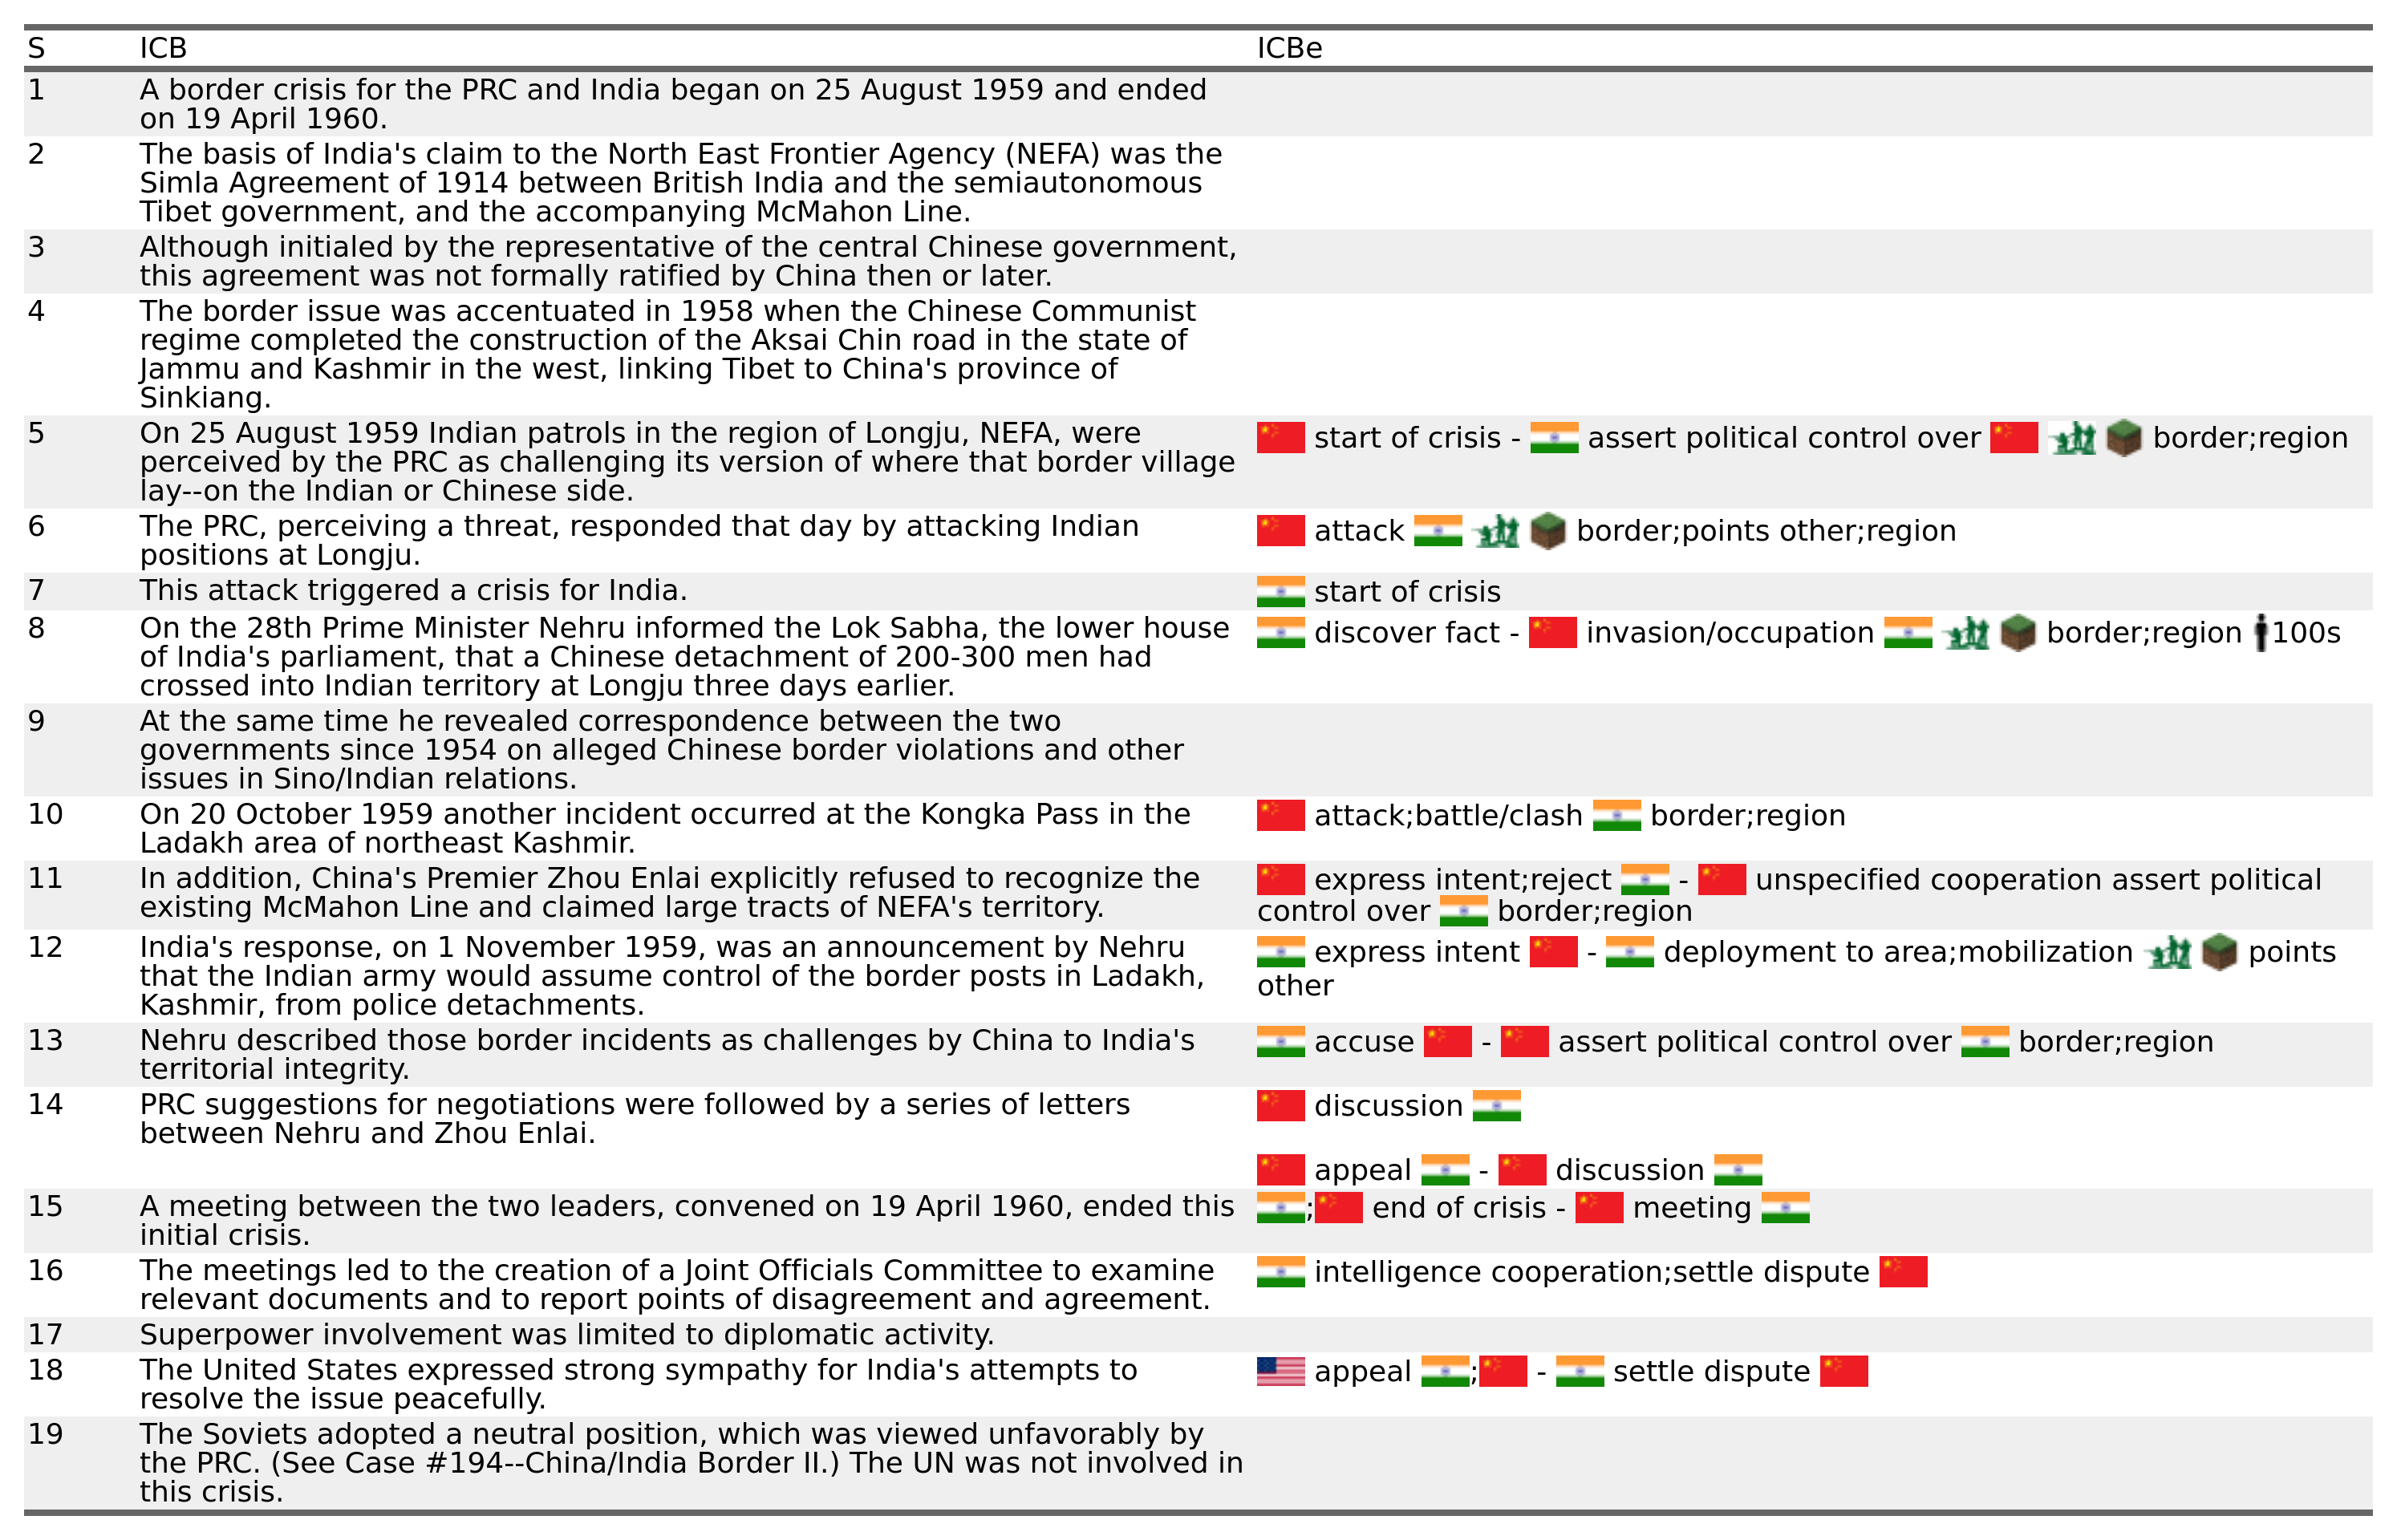 S ICB ICBe
1 A border crisis for the PRC and India began on 25 August 1959 and ended
on 19 April 1960.
2 The basis of India's claim to the North East Frontier Agency (NEFA) was the
Simla Agreement of 1914 between British India and the semiautonomous
Tibet government, and the accompanying McMahon Line.
3 Although initialed by the representative of the central Chinese government,
this agreement was not formally ratified by China then or later.
4 The border issue was accentuated in 1958 when the Chinese Communist
regime completed the construction of the Aksai Chin road in the state of
Jammu and Kashmir in the west, linking Tibet to China's province of
Sinkiang.
5 On 25 August 1959 Indian patrols in the region of Longju, NEFA, were
perceived by the PRC as challenging its version of where that border village
lay--on the Indian or Chinese side.
start of crisis - assert political control over border;region
6 The PRC, perceiving a threat, responded that day by attacking Indian
positions at Longju.
attack border;points other;region
7 This attack triggered a crisis for India.
start of crisis
8 On the 28th Prime Minister Nehru informed the Lok Sabha, the lower house
of India's parliament, that a Chinese detachment of 200-300 men had
crossed into Indian territory at Longju three days earlier.
discover fact - invasion/occupation border;region 100s
9 At the same time he revealed correspondence between the two
governments since 1954 on alleged Chinese border violations and other
issues in Sino/Indian relations.
10 On 20 October 1959 another incident occurred at the Kongka Pass in the
Ladakh area of northeast Kashmir.
attack;battle/clash border;region
11 In addition, China's Premier Zhou Enlai explicitly refused to recognize the
existing McMahon Line and claimed large tracts of NEFA's territory.
express intent;reject - unspecified cooperation assert political
control over border;region
12 India's response, on 1 November 1959, was an announcement by Nehru
that the Indian army would assume control of the border posts in Ladakh,
Kashmir, from police detachments.
express intent - deployment to area;mobilization points
other
13 Nehru described those border incidents as challenges by China to India's
territorial integrity.
accuse - assert political control over border;region
14 PRC suggestions for negotiations were followed by a series of letters
between Nehru and Zhou Enlai.
discussion
appeal - discussion
15 A meeting between the two leaders, convened on 19 April 1960, ended this
initial crisis.
; end of crisis - meeting
16 The meetings led to the creation of a Joint Officials Committee to examine
relevant documents and to report points of disagreement and agreement.
intelligence cooperation;settle dispute
17 Superpower involvement was limited to diplomatic activity.
18 The United States expressed strong sympathy for India's attempts to
resolve the issue peacefully.
appeal ; - settle dispute
19 The Soviets adopted a neutral position, which was viewed unfavorably by
the PRC. (See Case #194--China/India Border II.) The UN was not involved in
this crisis.